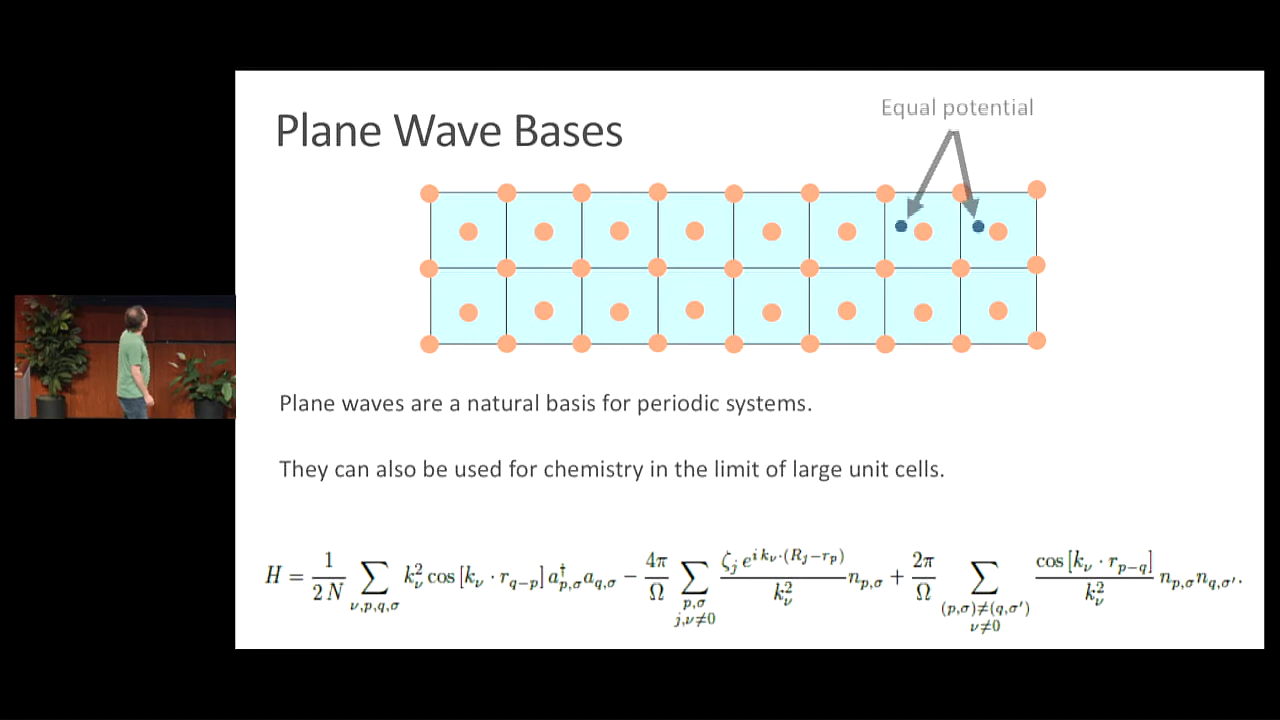 Equal potential
Plane Wave Bases
Plane waves are a natural basis for periodic systems.
They can also be used for chemistry in the limit of large unit cells.
H = \frac{1}{2N} \sum_{\nu,p,q,\sigma} k_\nu^2 \cos[k_\nu \cdot r_{q-p}] a_{p,\sigma}^\dagger a_{q,\sigma} - \frac{4\pi}{\Omega} \sum_{\substack{p,\sigma \\ j,\nu \neq 0}} \frac{\zeta_j e^{i k_\nu \cdot (R_j - r_p)}}{k_\nu^2} n_{p,\sigma} + \frac{2\pi}{\Omega} \sum_{\substack{(p,\sigma) \neq (q,\sigma') \\ \nu \neq 0}} \frac{\cos[k_\nu \cdot r_{p-q}]}{k_\nu^2} n_{p,\sigma} n_{q,\sigma'}.